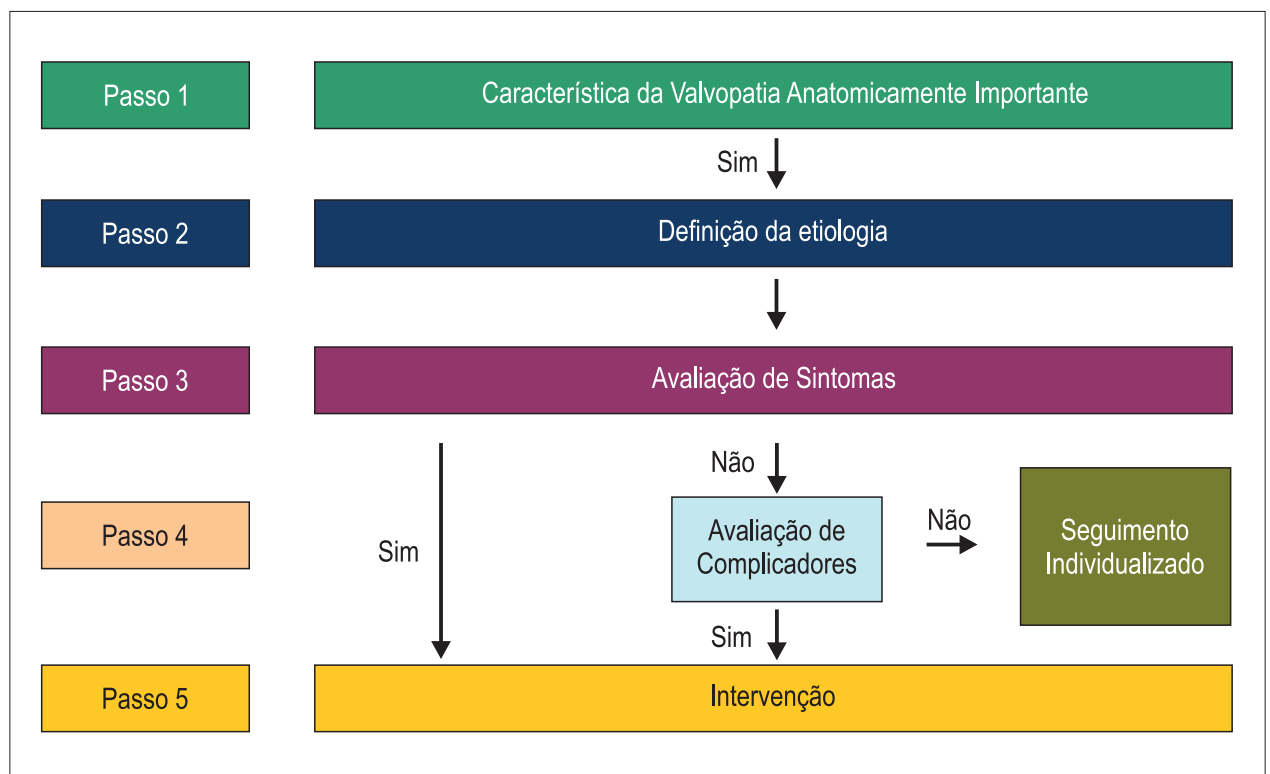 Passo 1
Característica da Valvopatia Anatomicamente Importante
Sim
Passo 2
Definição da etiologia
Passo 3
Avaliação de Sintomas
Não
Passo 4
Sim
Avaliação de
Complicadores
Não
Seguimento
Individualizado
Sim
Passo 5
Intervenção